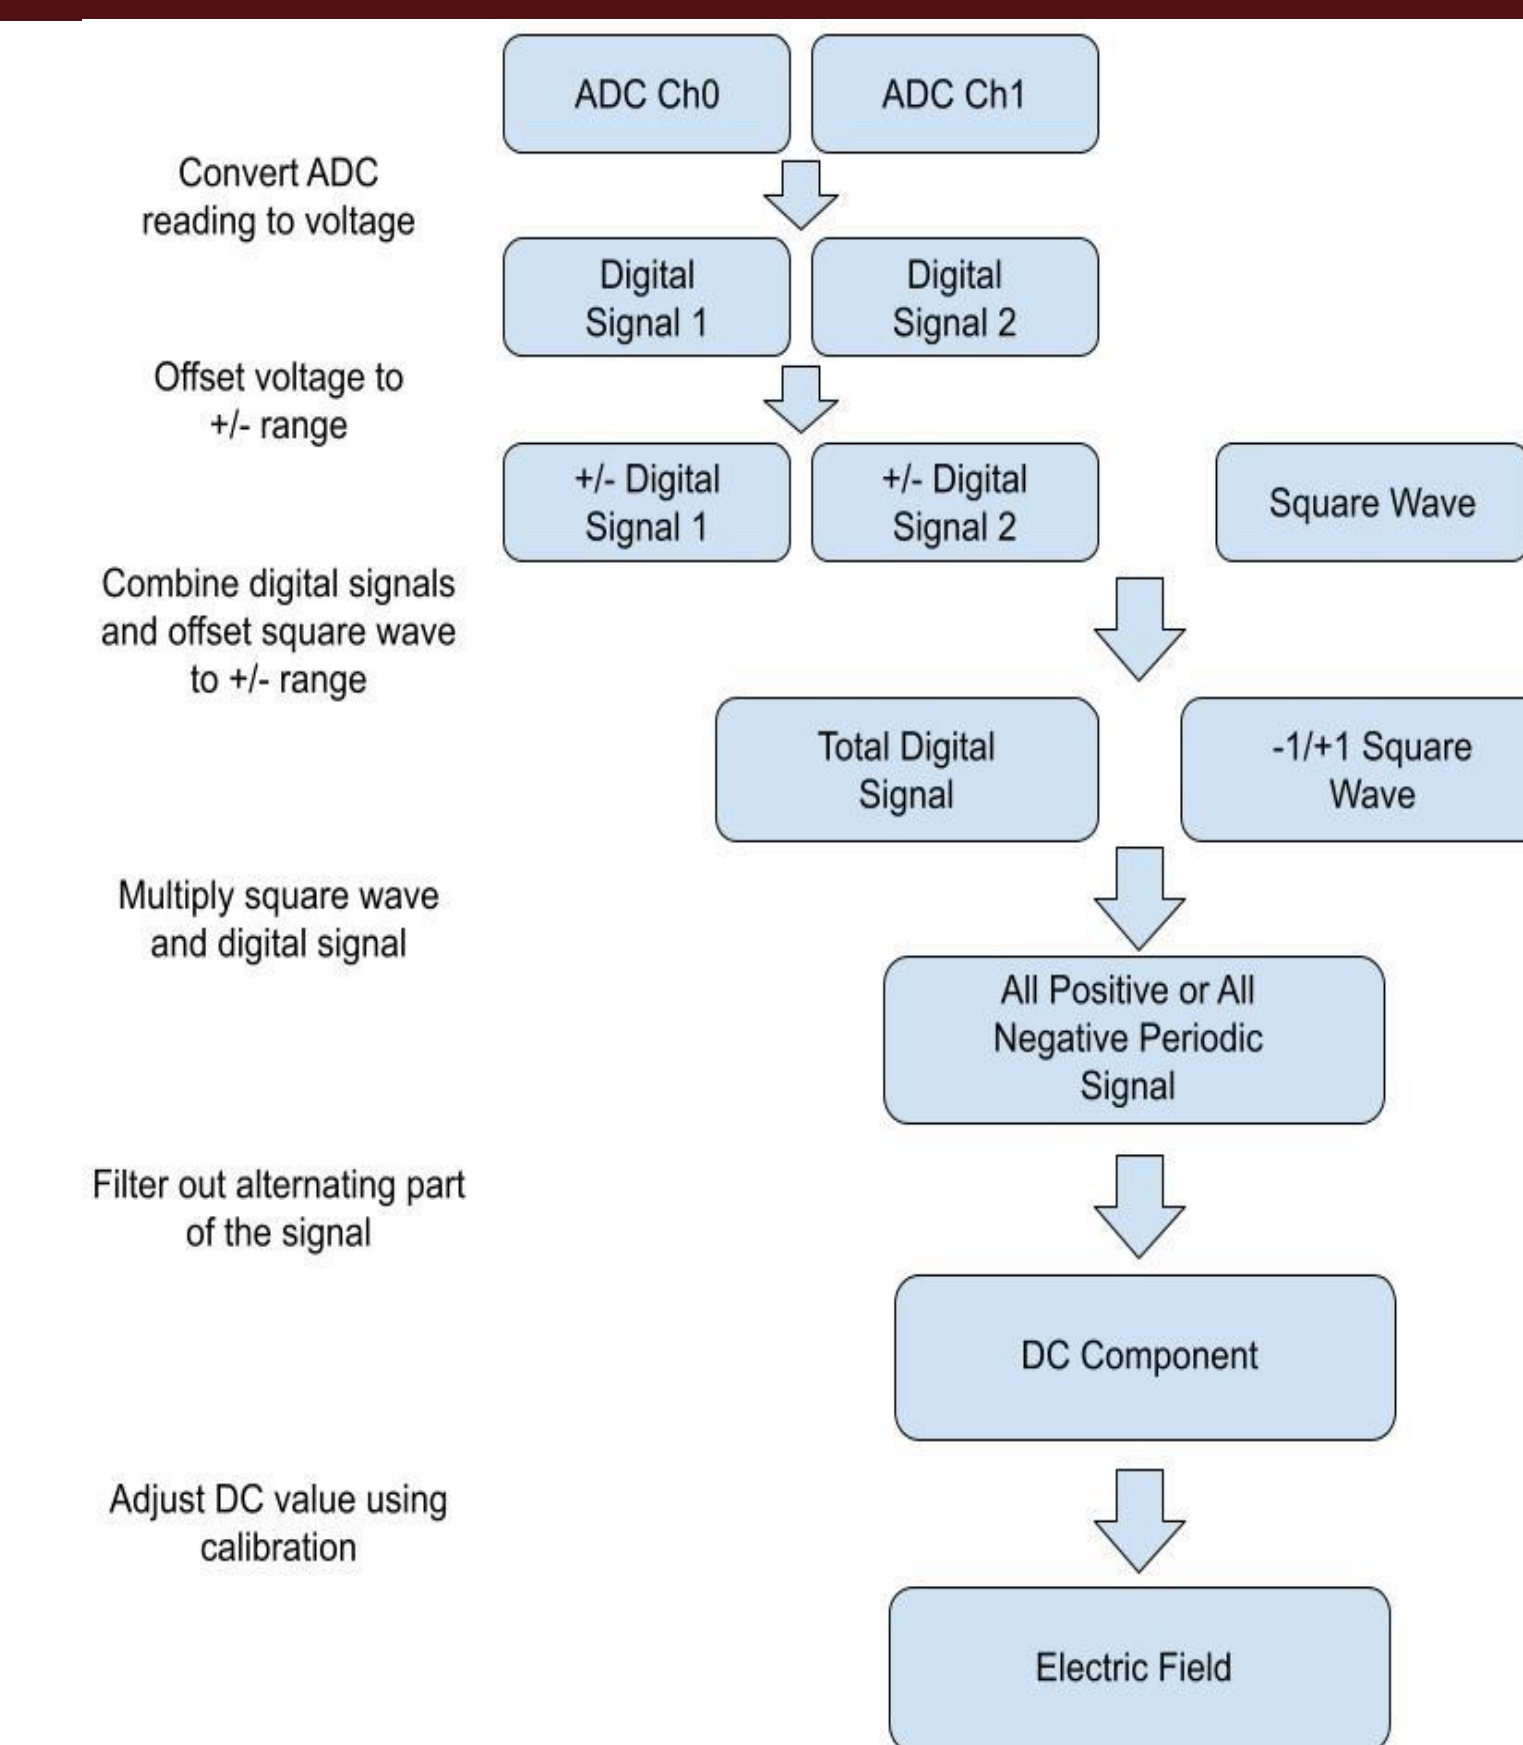 ADC Ch0
ADC Ch1
Convert ADC
reading to voltage
Digital
Signal 1
Digital
Signal 2
Offset voltage to
+/- range
+/- Digital
Signal 1
+/- Digital
Signal 2
Square Wave
Combine digital signals
and offset square wave
to +/- range
Total Digital
Signal
-1/+1 Square
Wave
Multiply square wave
and digital signal
All Positive or All
Negative Periodic
Signal
Filter out alternating part
of the signal
DC Component
Adjust DC value using
calibration
Electric Field